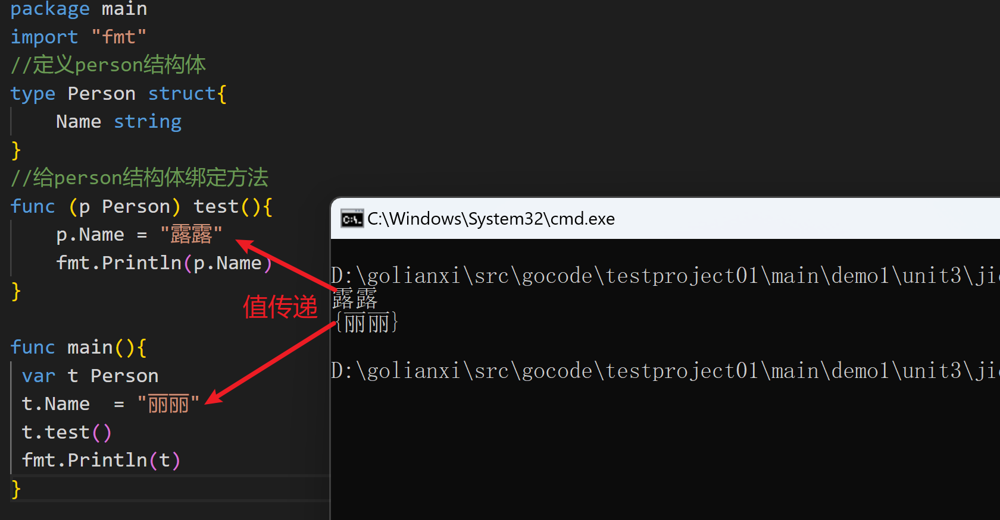 package main
import "fmt"
//定义person结构体
type Person struct{
    Name string
}
//给person结构体绑定方法
func (p Person) test(){
    p.Name = "露露"
    fmt.Println(p.Name)
}
值传递
func main(){
 var t Person
 t.Name  = "丽丽"
 t.test()
 fmt.Println(t)
}
C:\Windows\System32\cmd.exe
D:\golianxi\src\gocode\testproject01\main\demo1\unit3\ji
露露
{丽丽}
D:\golianxi\src\gocode\testproject01\main\demo1\unit3\ji